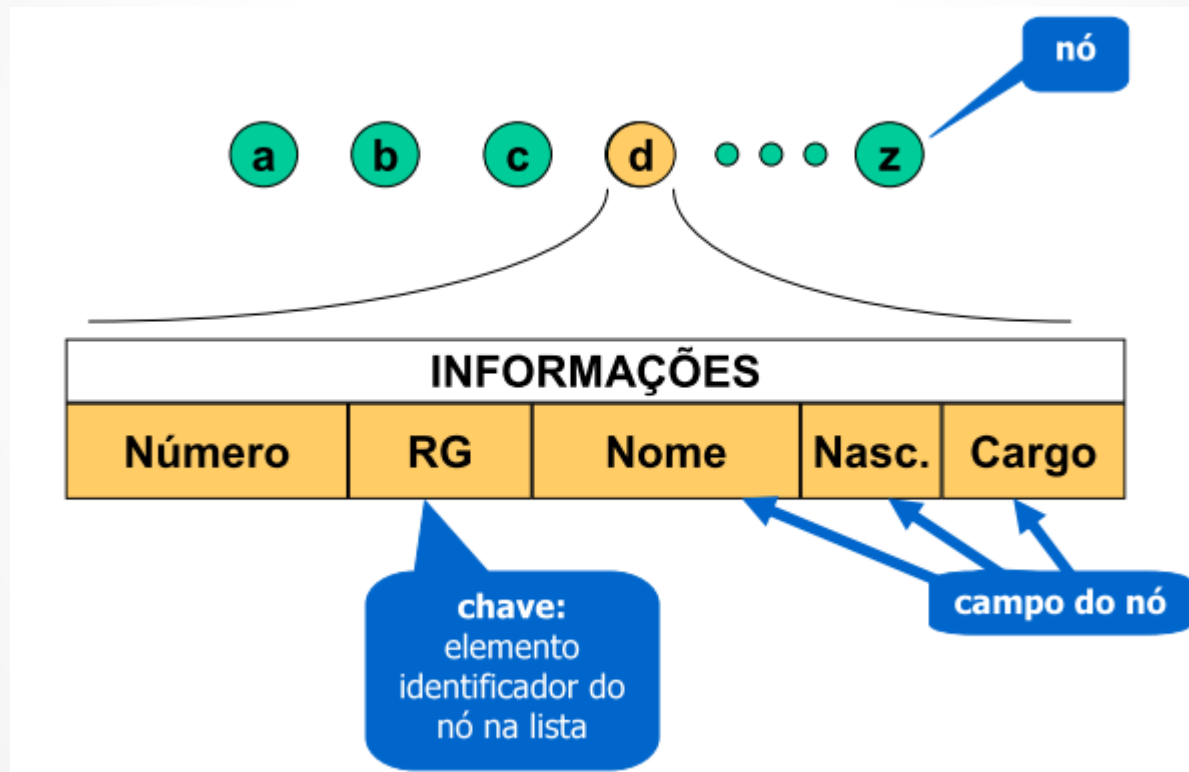 nó
a b c d z
INFORMAÇÕES
Número RG Nome Nasc. Cargo
chave:
elemento
identificador do
nó na lista
campo do nó